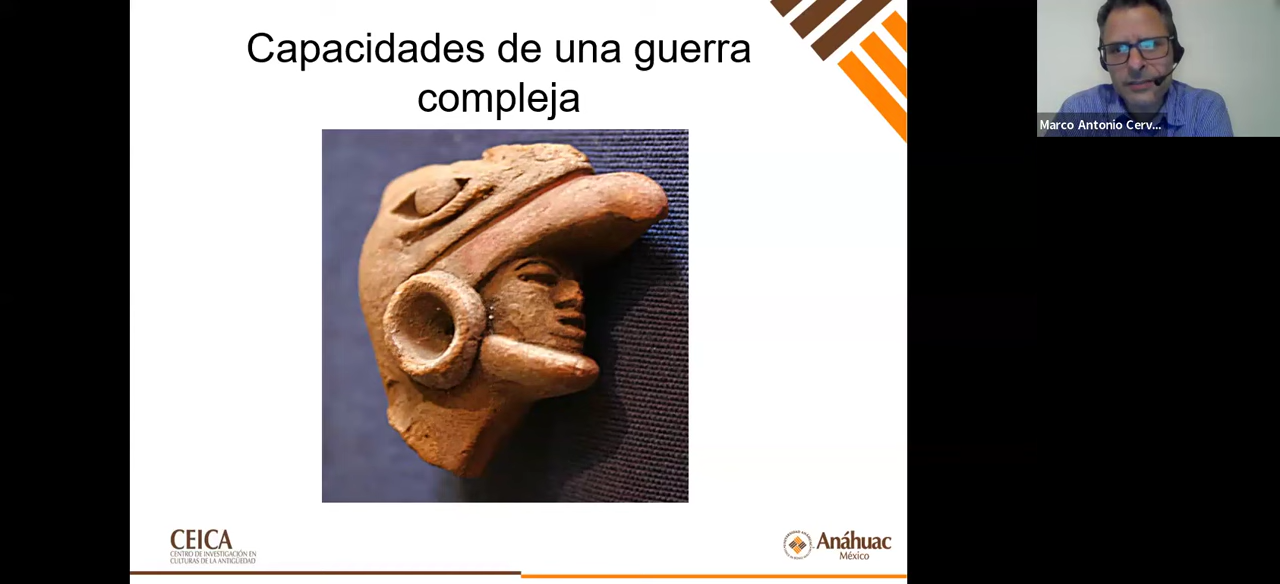 Capacidades de una guerra
compleja
Marco Antonio Cerv...
CEICA
CENTRO DE INVESTIGACIÓN EN
CULTURAS DE LA ANTIGÜEDAD
Anáhuac
México